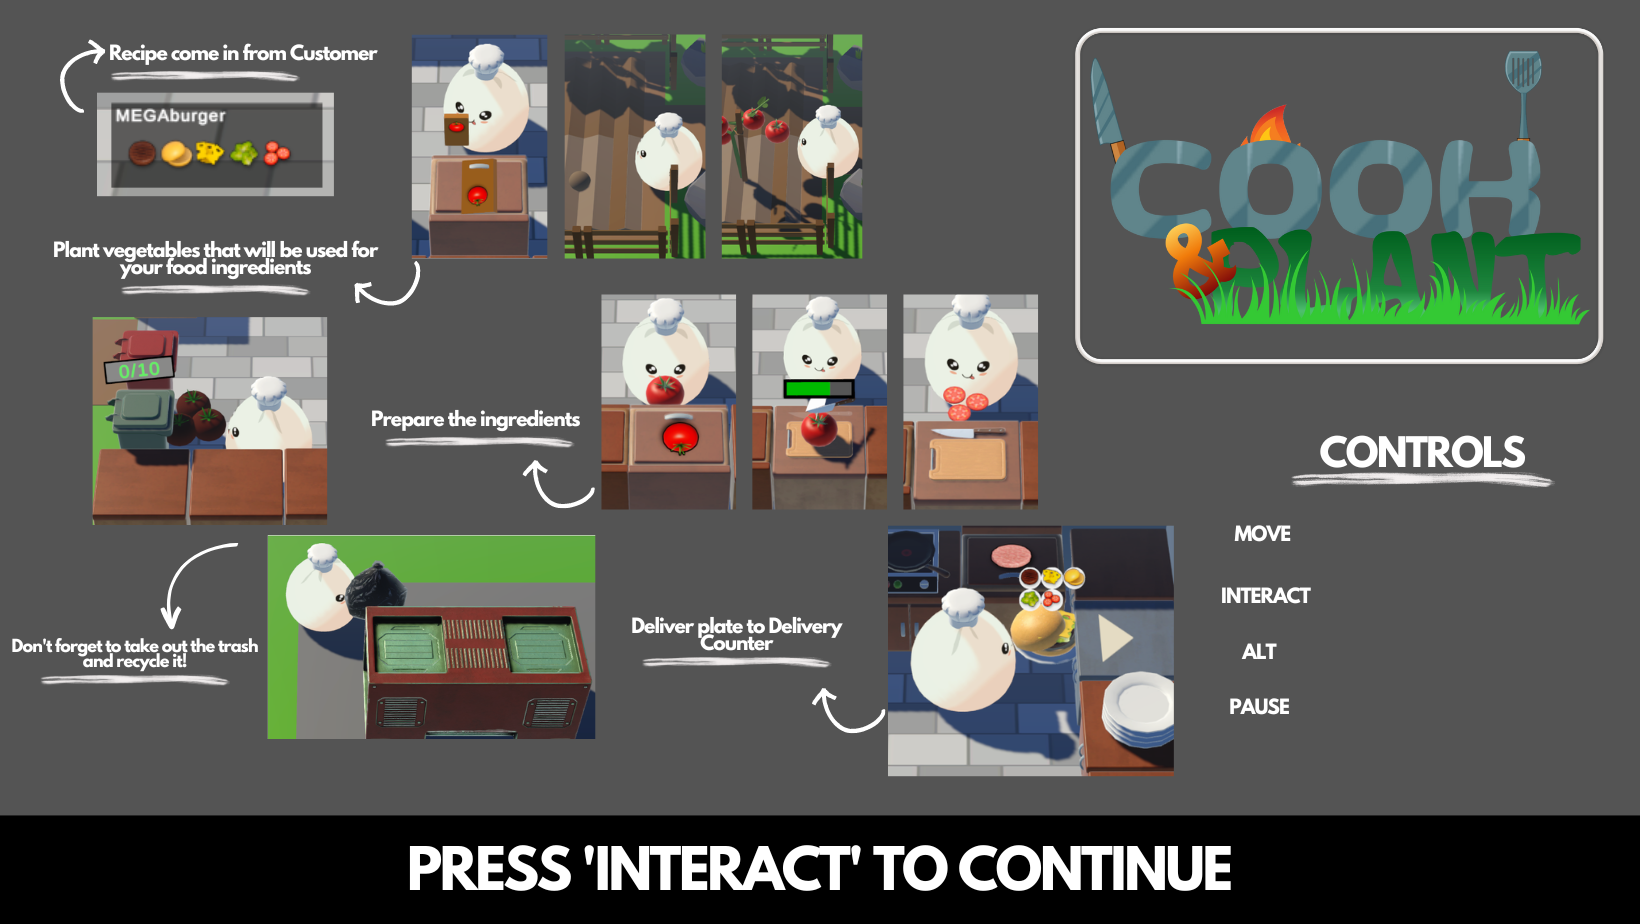 Recipe come in from Customer
MEGAburger
Plant vegetables that will be used for
your food ingredients
0/10
Prepare the ingredients
Don't forget to take out the trash
and recycle it!
Deliver plate to Delivery
Counter
COOK
& PLANT
CONTROLS
MOVE
INTERACT
ALT
PAUSE
PRESS 'INTERACT' TO CONTINUE